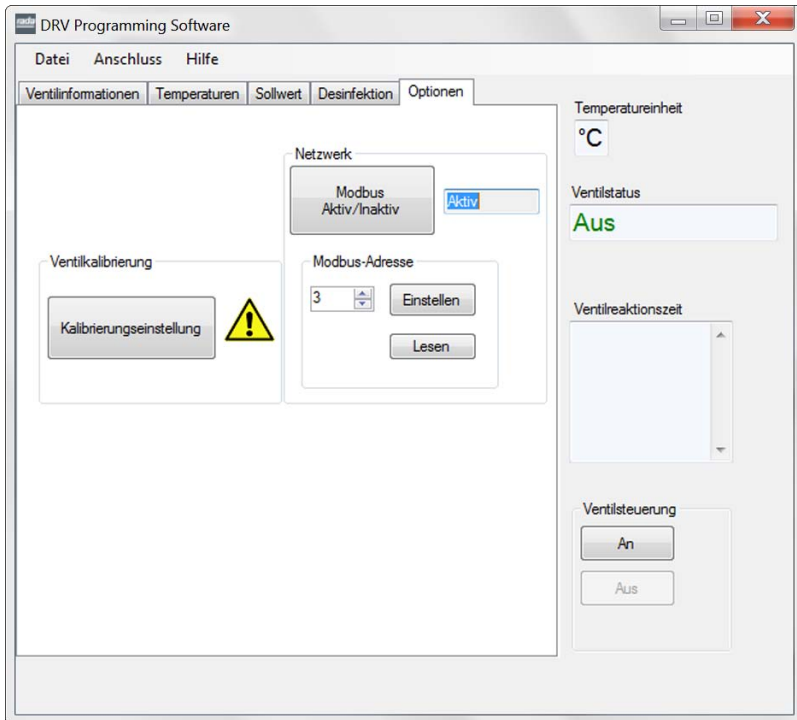 rada DRV Programming Software
Datei Anschluss Hilfe
Ventilinformationen Temperaturen Sollwert Desinfektion Optionen
Netzwerk
Modbus
Aktiv/Inaktiv
Aktiv
Ventilkalibrierung
Kalibrierungseinstellung
Modbus-Adresse
3
Einstellen
Lesen
Temperatureinheit
°C
Ventilstatus
Aus
Ventilreaktionszeit
Ventilsteuerung
An
Aus